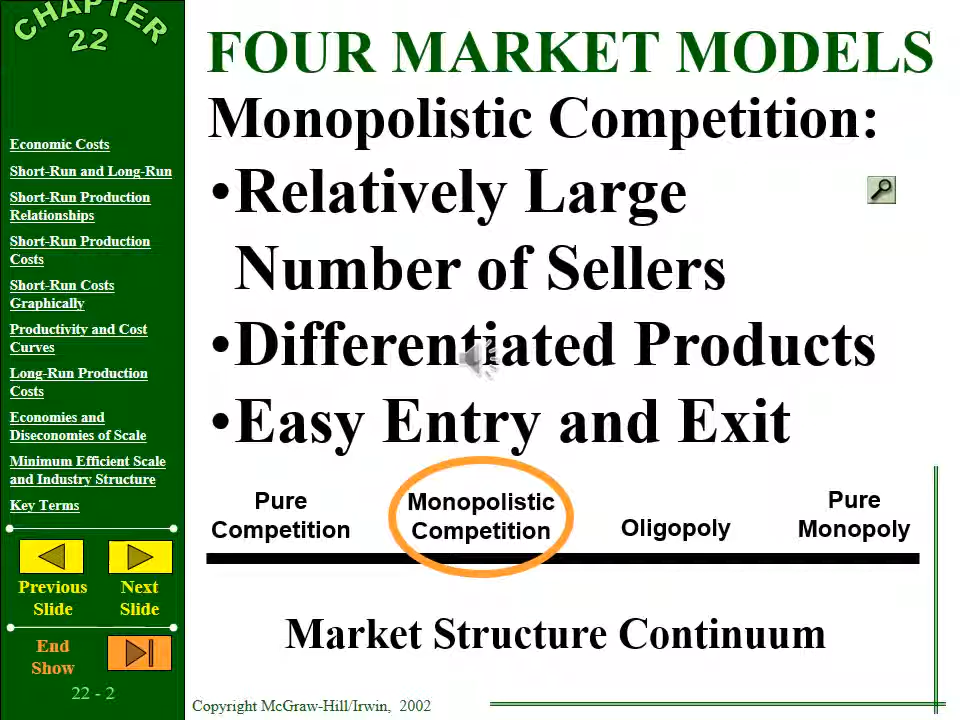 CHAPTER
22
Economic Costs
Short-Run and Long-Run
Short-Run Production
Relationships
Short-Run Production
Costs
Short-Run Costs
Graphically
Productivity and Cost
Curves
Long-Run Production
Costs
Economies and
Diseconomies of Scale
Minimum Efficient Scale
and Industry Structure
Key Terms
Previous Slide
Next Slide
End Show
22 - 2
FOUR MARKET MODELS
Monopolistic Competition:
•Relatively Large
Number of Sellers
•Differentiated Products
•Easy Entry and Exit
Pure Competition
Monopolistic Competition
Oligopoly
Pure Monopoly
Market Structure Continuum
Copyright McGraw-Hill/Irwin, 2002